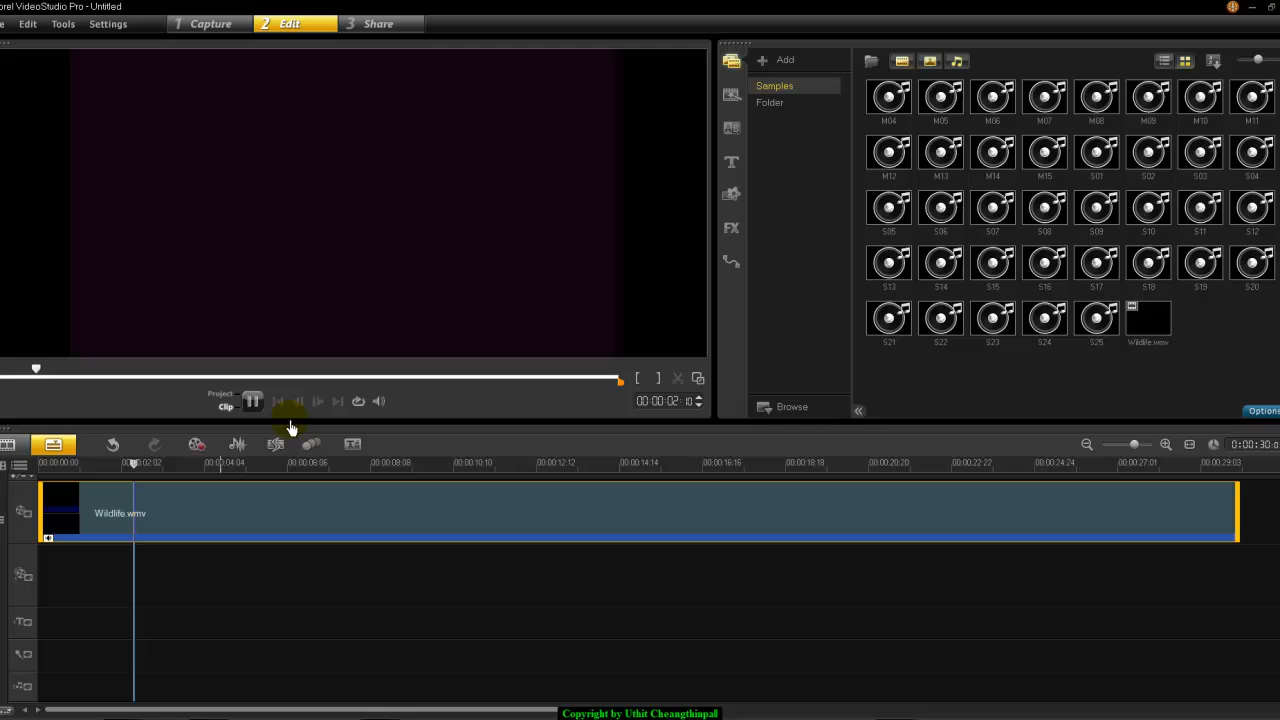 orel VideoStudio Pro - Untitled
e Edit Tools Settings
1 Capture 2 Edit 3 Share
Add
Samples
Folder
Browse
M04 M05 M06 M07 M08 M09 M10 M11
M12 M13 M14 M15 S01 S02 S03 S04
S05 S06 S07 S08 S09 S10 S11 S12
S13 S14 S15 S16 S17 S18 S19 S20
S21 S22 S23 S24 S25 Wildlife.wmv
Options
Project
Clip
00:00:02:10
0:00:30.0
00:00:00:00 00:00:02:02 00:00:04:04 00:00:06:06 00:00:08:08 00:00:10:10 00:00:12:12 00:00:14:14 00:00:16:16 00:00:18:19 00:00:20:20 00:00:22:22 00:00:24:24 00:00:27:01 00:00:29:03
Wildlife.wmv
Copyright by Uthit Cheangthinpall